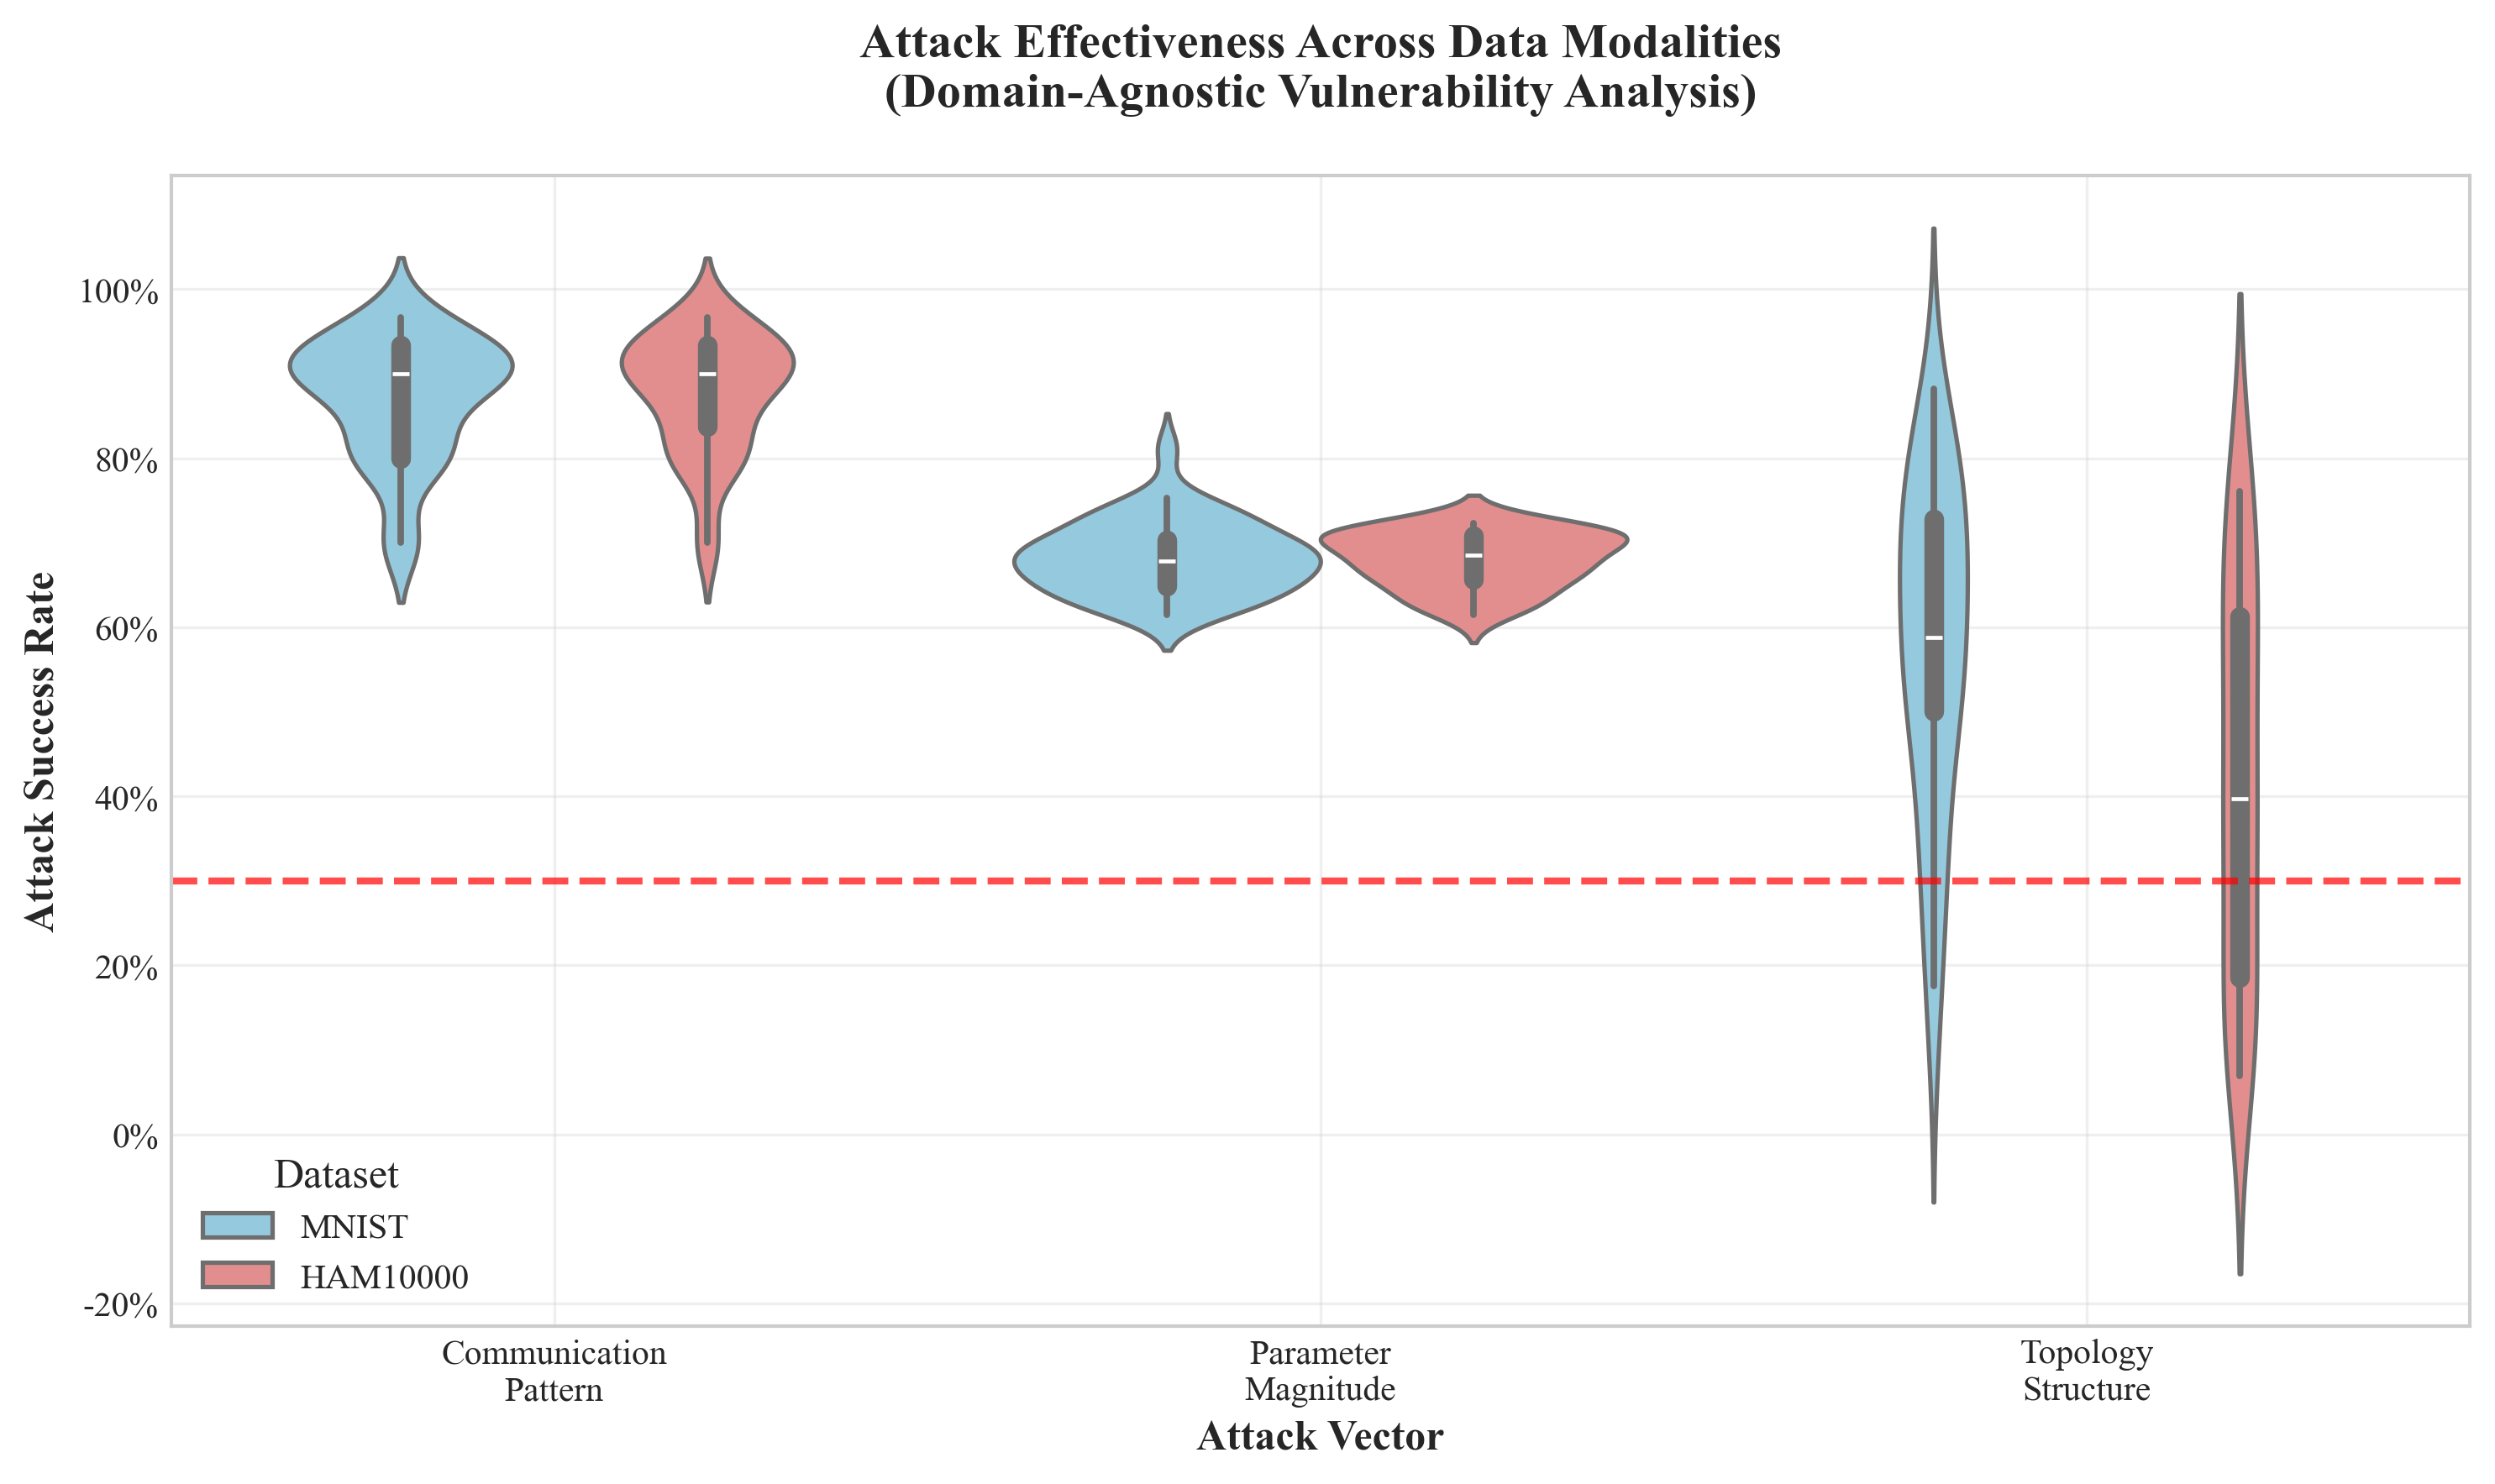 Attack Effectiveness Across Data Modalities
(Domain-Agnostic Vulnerability Analysis)
Attack Success Rate
100%
80%
60%
40%
20%
0%
-20%
Dataset
MNIST
HAM10000
Communication
Pattern
Parameter
Magnitude
Topology
Structure
Attack Vector